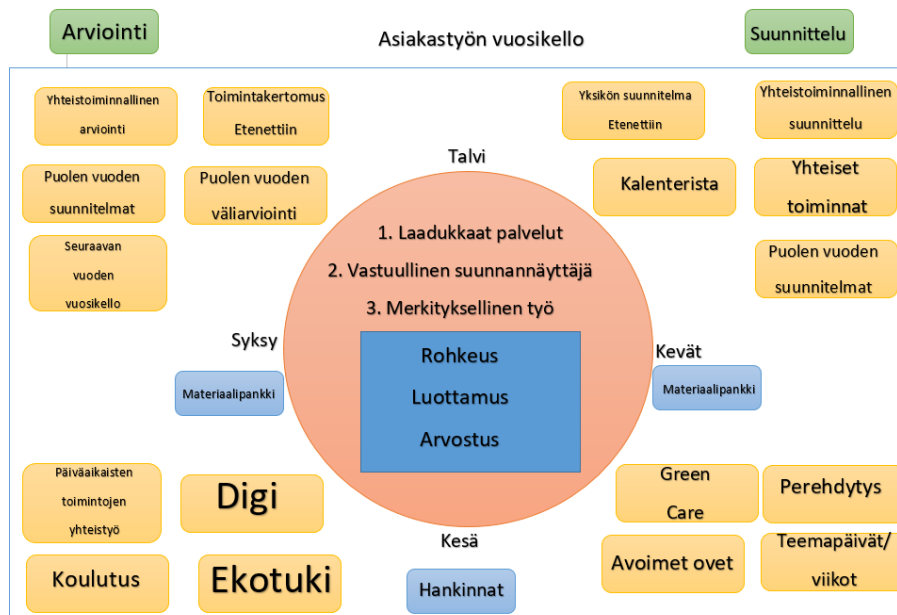 Arviointi
Asiakastyön vuosikello
Suunnittelu
Yhteistoiminnallinen
arviointi
Toimintakertomus
Etenettiin
Yksikön suunnitelma
Etenettiin
Yhteistoiminnallinen
suunnittelu
Puolen vuoden
suunnitelmat
Puolen vuoden
väliarviointi
Talvi
Kalenterista
Yhteiset
toiminnat
Seuraavan
vuoden
vuosikello
Puolen vuoden
suunnitelmat
1. Laadukkaat palvelut
2. Vastuullinen suunnannäyttäjä
3. Merkityksellinen työ
Syksy
Kevät
Rohkeus
Luottamus
Arvostus
Materiaalipankki
Materiaalipankki
Päiväaikaisten
toimintojen
yhteistyö
Digi
Green
Care
Perehdytys
Koulutus
Ekotuki
Kesä
Hankinnat
Avoimet ovet
Teemapäivät/
viikot